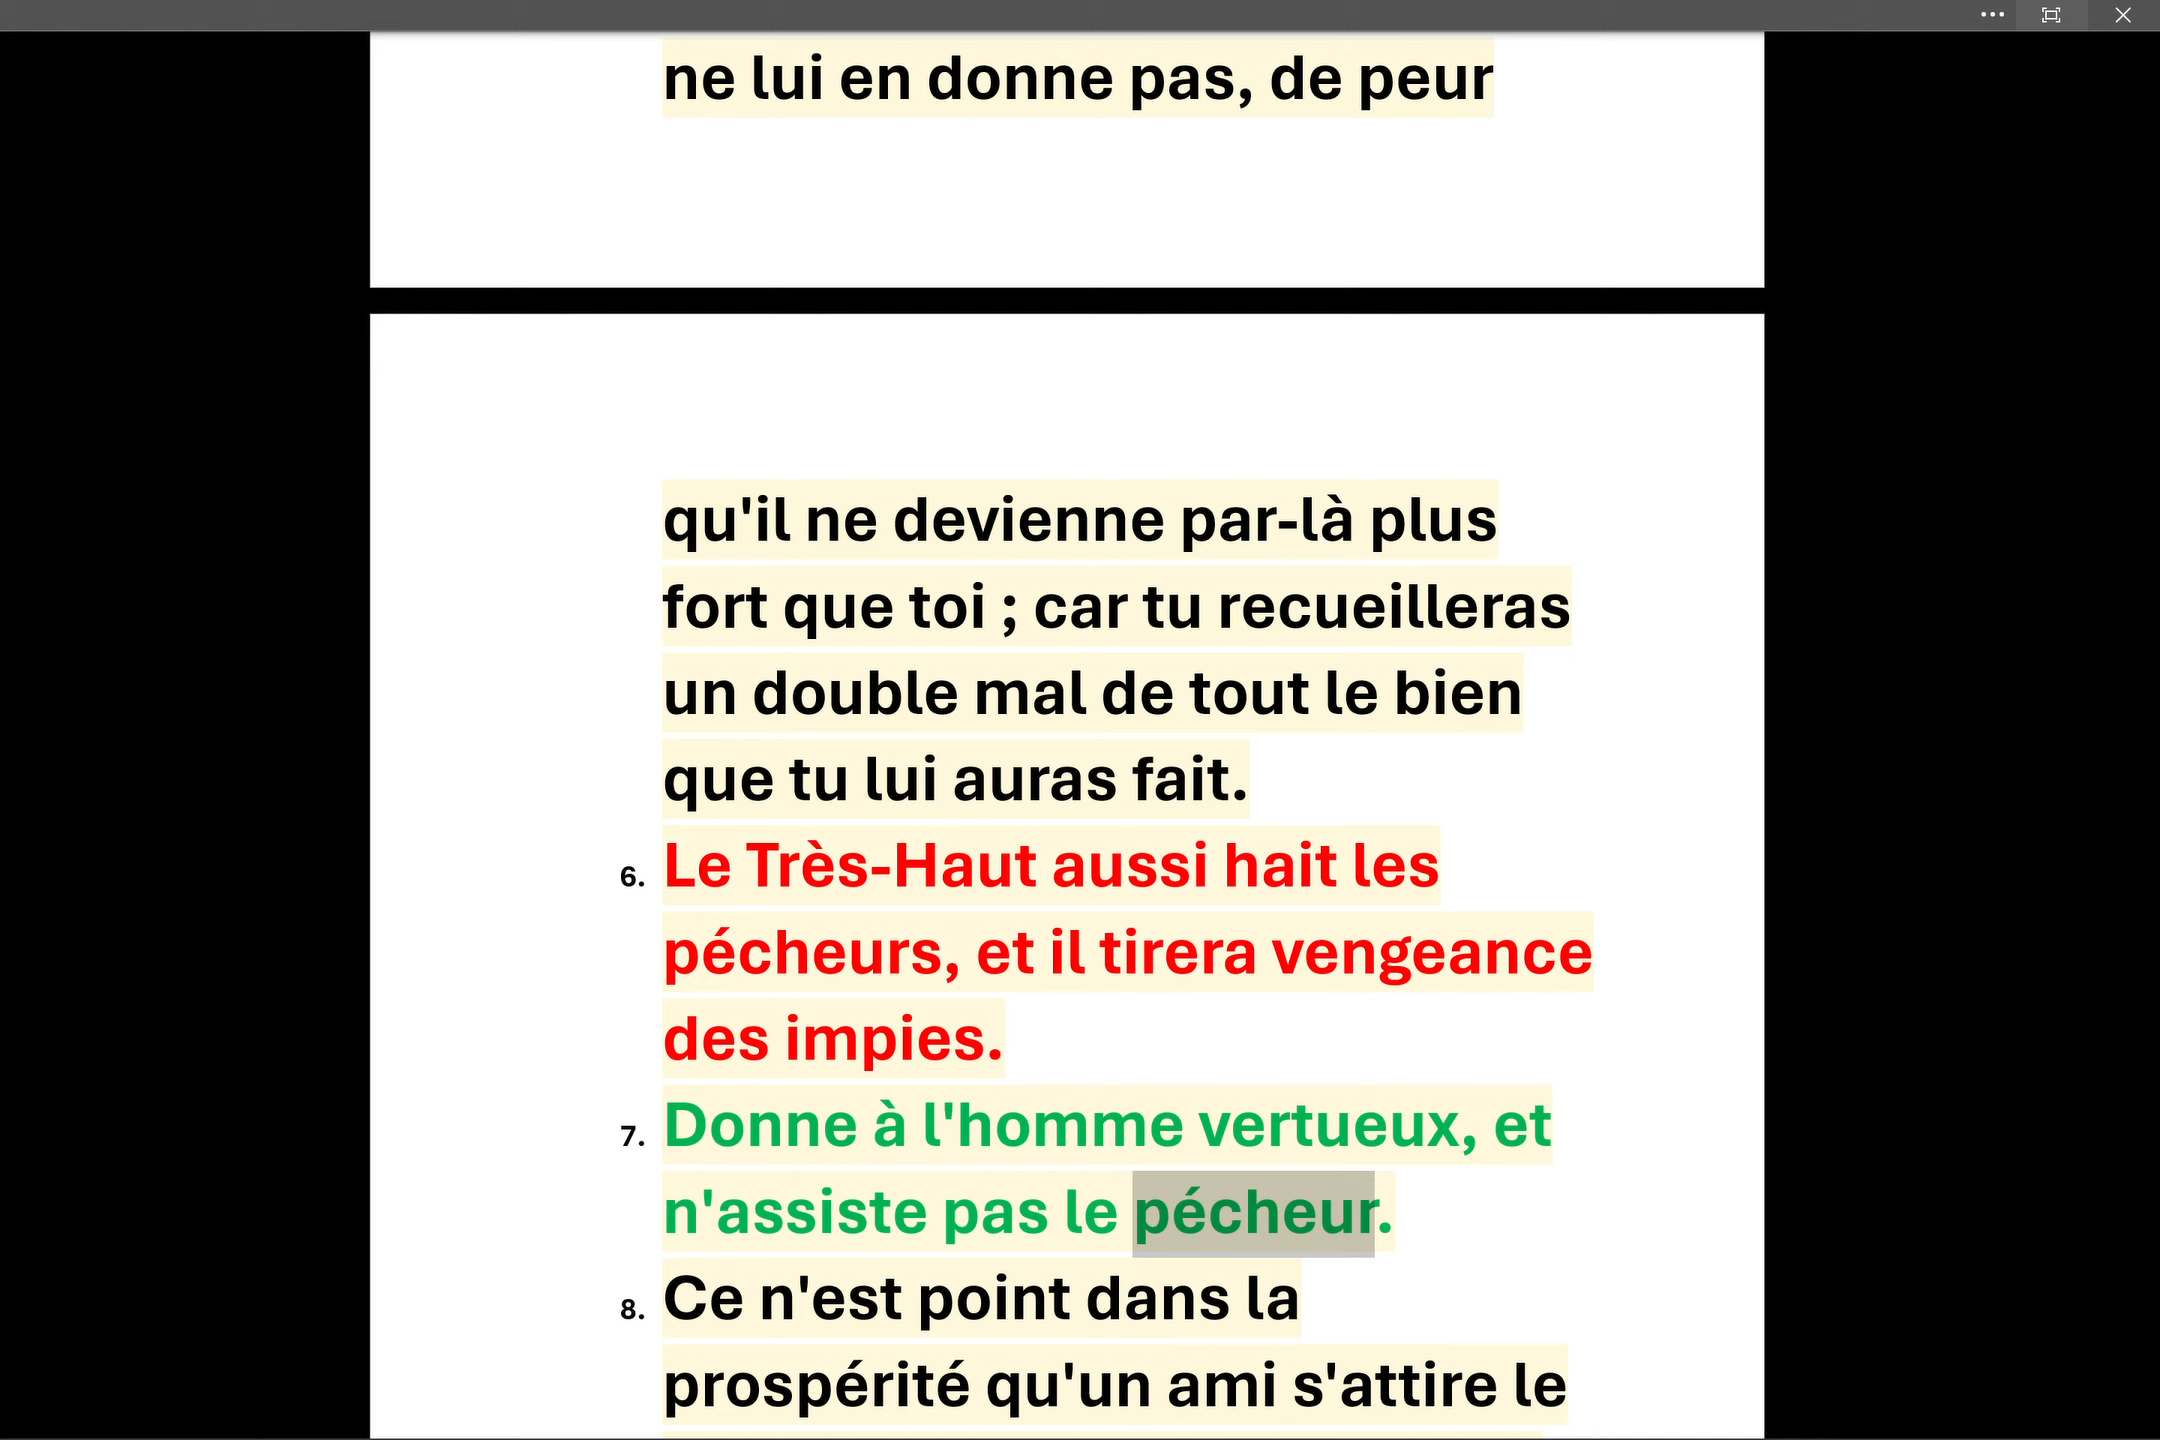 ne lui en donne pas, de peur
qu'il ne devienne par-là plus
fort que toi ; car tu recueilleras
un double mal de tout le bien
que tu lui auras fait.
6. Le Très-Haut aussi hait les
pécheurs, et il tirera vengeance
des impies.
7. Donne à l'homme vertueux, et
n'assiste pas le pécheur.
8. Ce n'est point dans la
prospérité qu'un ami s'attire le